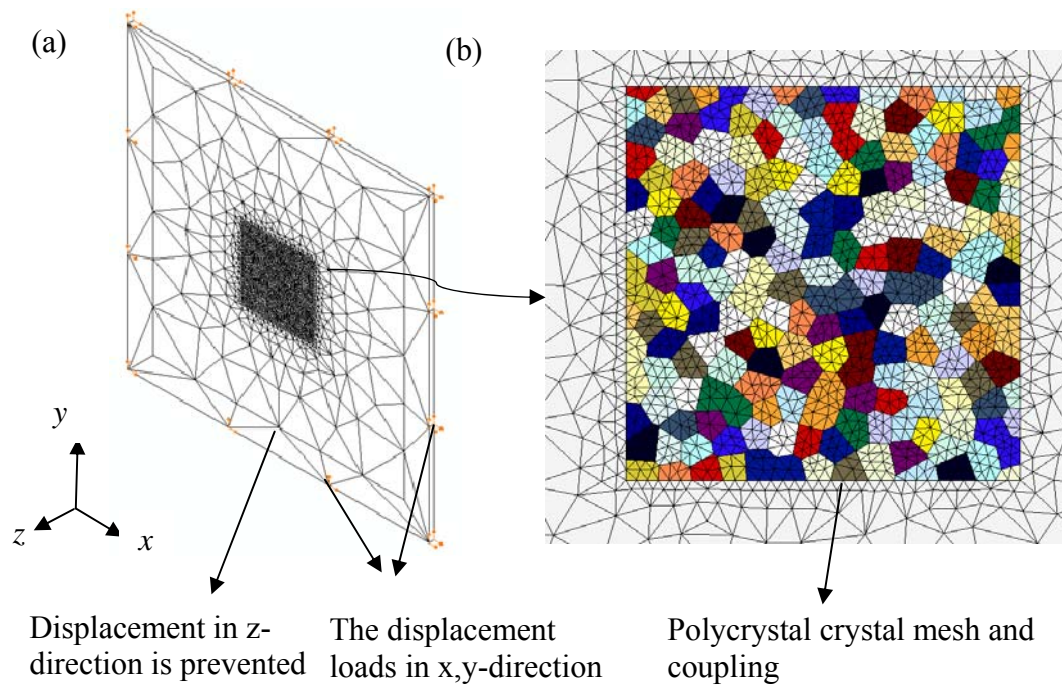 (a)
(b)
y
z
x
Displacement in z-
direction is prevented
The displacement
loads in x,y-direction
Polycrystal crystal mesh and
coupling